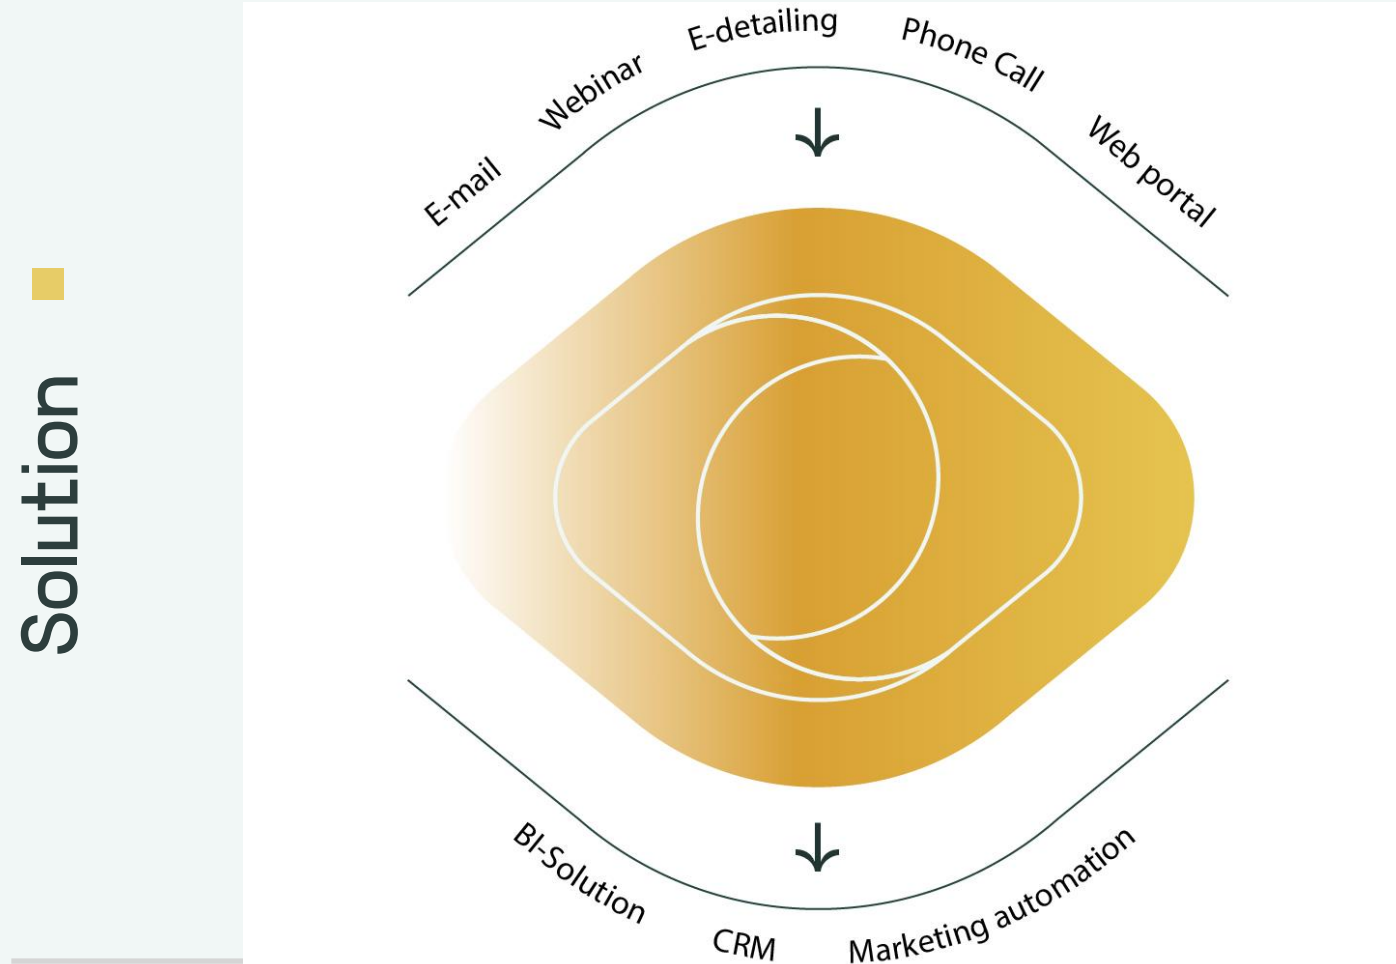 Solution
E-mail
Webinar
E-detailing
Phone Call
Web portal
BI-Solution
CRM
Marketing automation